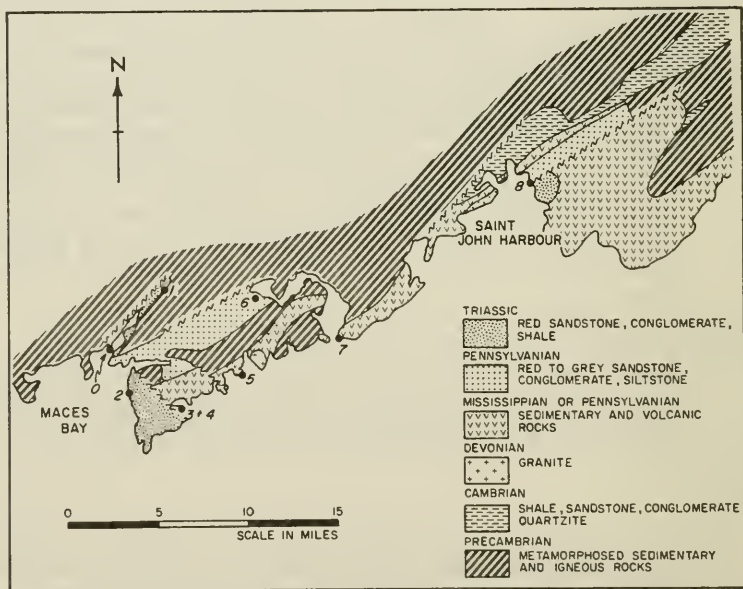 N
8
SAINT
JOHN HARBOUR
6
7
0
2
5
3+4
MACES
BAY
TRIASSIC
RED SANDSTONE, CONGLOMERATE,
SHALE
PENNSYLVANIAN
RED TO GREY SANDSTONE,
CONGLOMERATE, SILTSTONE
MISSISSIPPIAN OR PENNSYLVANIAN
SEDIMENTARY AND VOLCANIC
ROCKS
DEVONIAN
GRANITE
CAMBRIAN
SHALE, SANDSTONE, CONGLOMERATE
QUARTZITE
PRECAMBRIAN
METAMORPHOSED SEDIMENTARY
AND IGNEOUS ROCKS
0 5 10 15
SCALE IN MILES